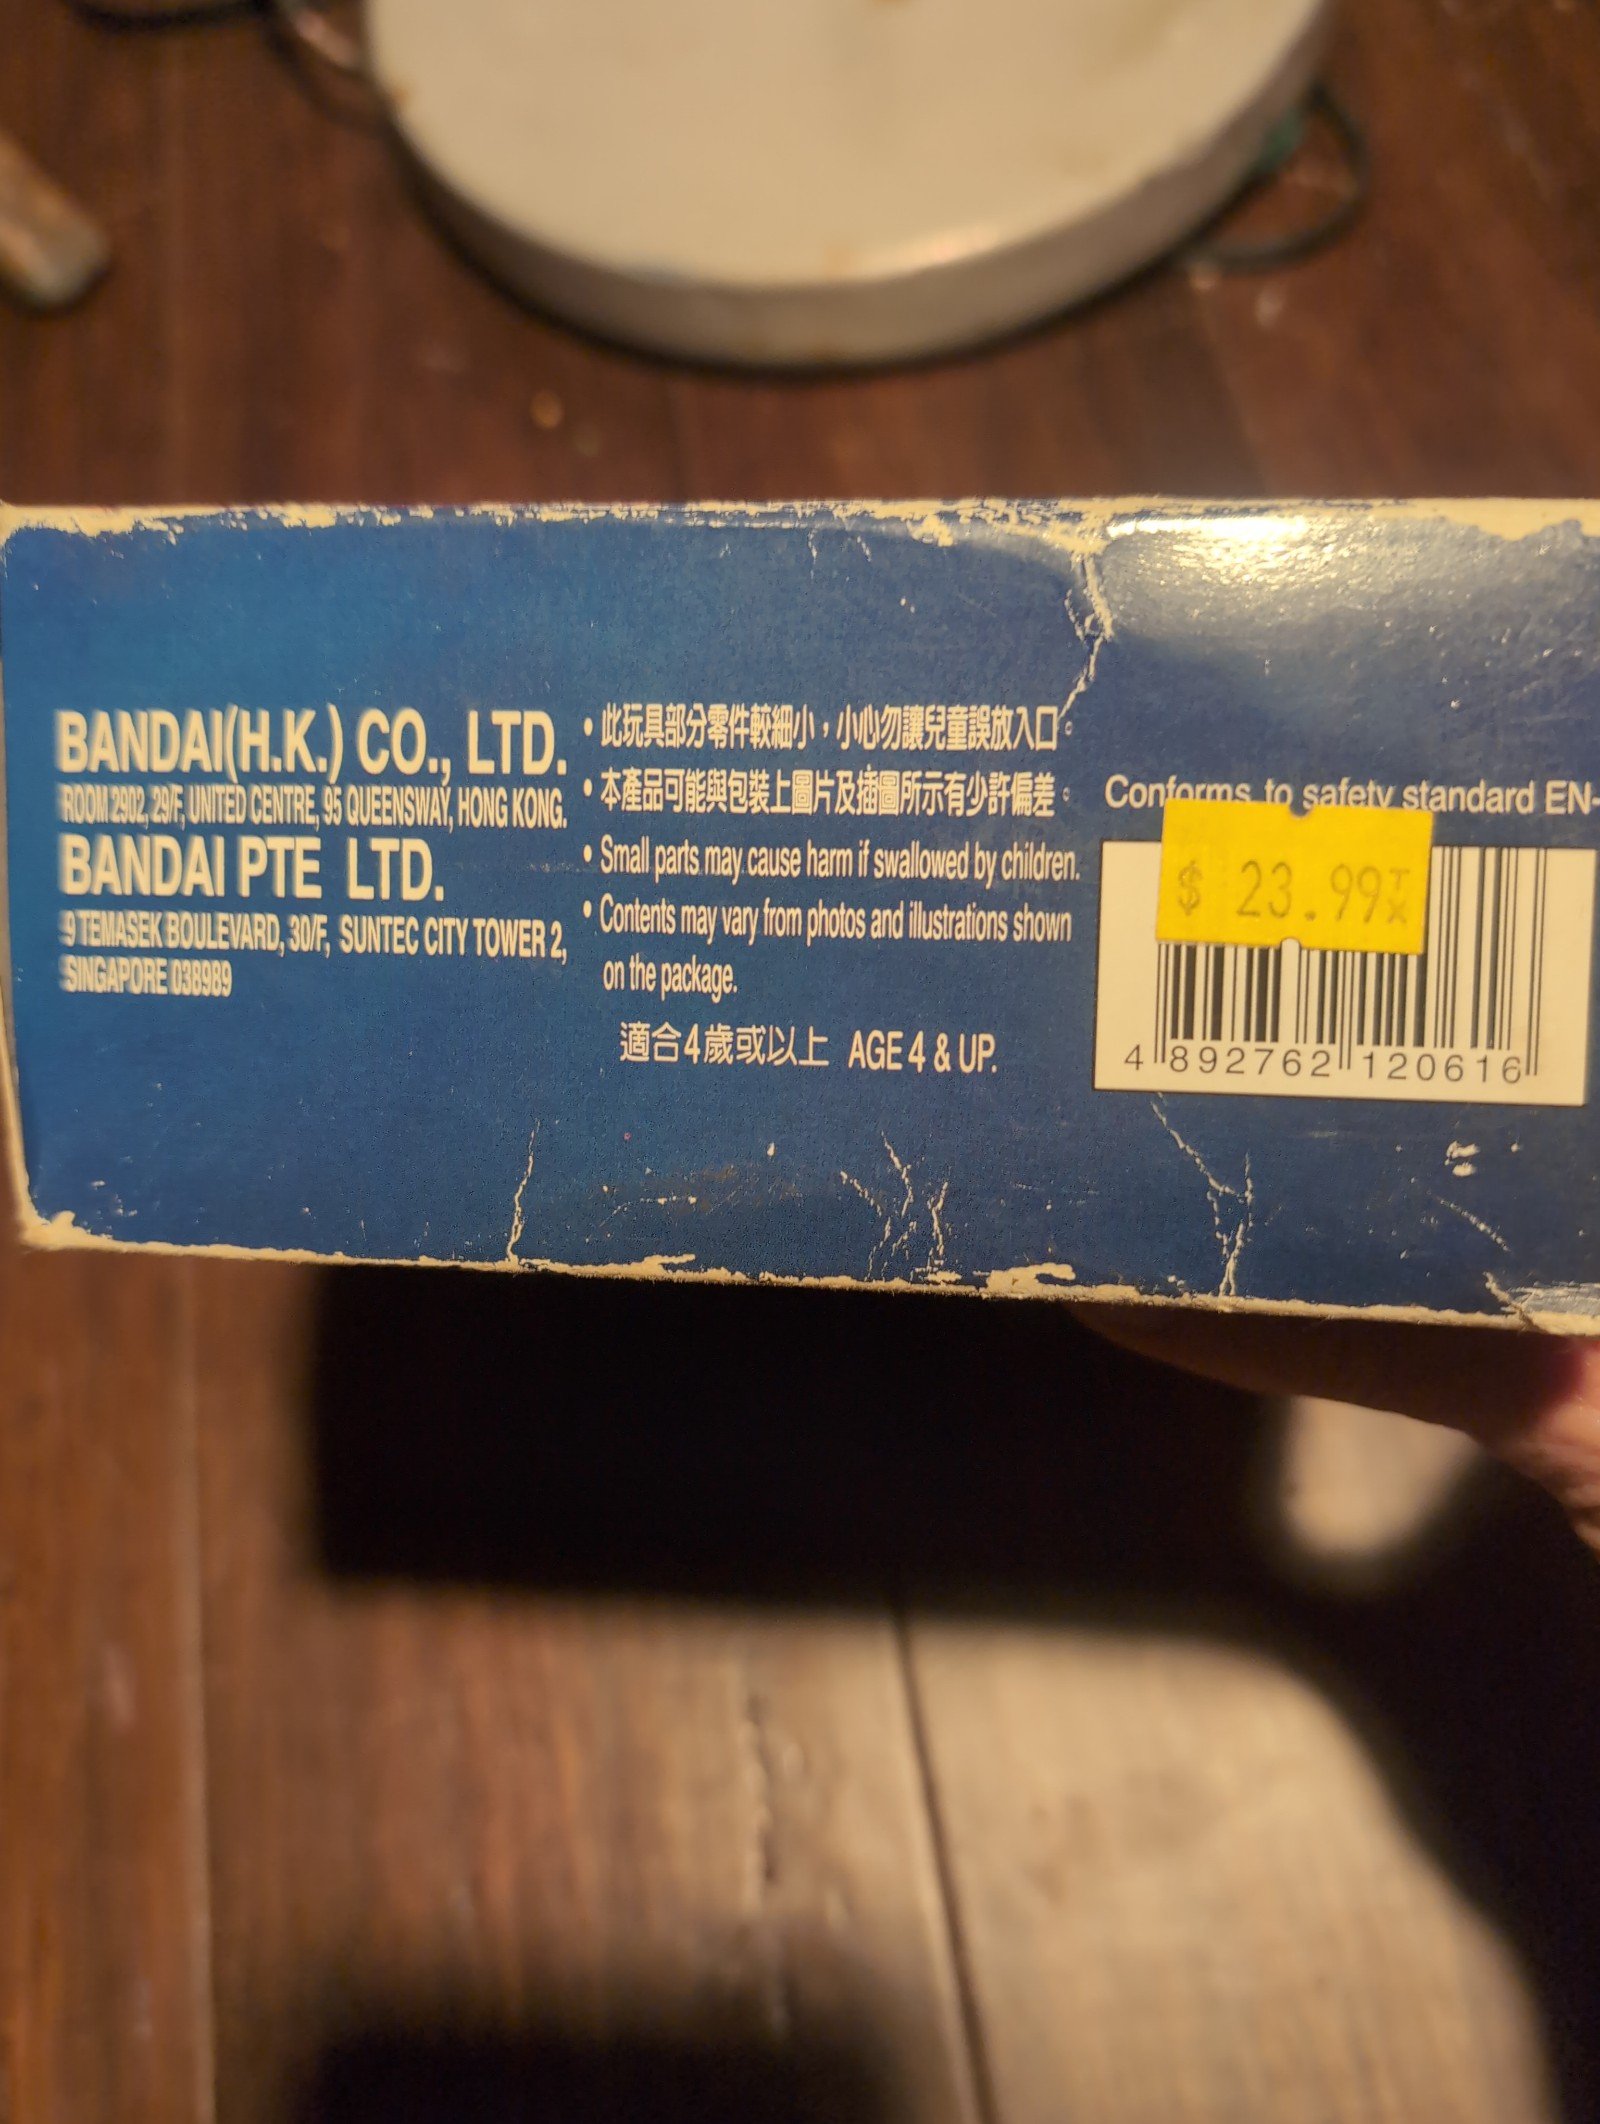 BANDAI(H.K.) CO., LTD.
ROOM 2902, 29/F, UNITED CENTRE, 95 QUEENSWAY, HONG KONG.
BANDAI PTE LTD.
9 TEMASEK BOULEVARD, 30/F, SUNTEC CITY TOWER 2,
SINGAPORE 038989
• 此玩具部分零件較細小，小心勿讓兒童誤放入口。
• 本產品可能與包裝上圖片及插圖所示有少許偏差。
• Small parts may cause harm if swallowed by children.
• Contents may vary from photos and illustrations shown
on the package.
適合4歲或以上 AGE 4 & UP.
Conforms to safety standard EN-
$ 23.99 TX
4 892762 120616